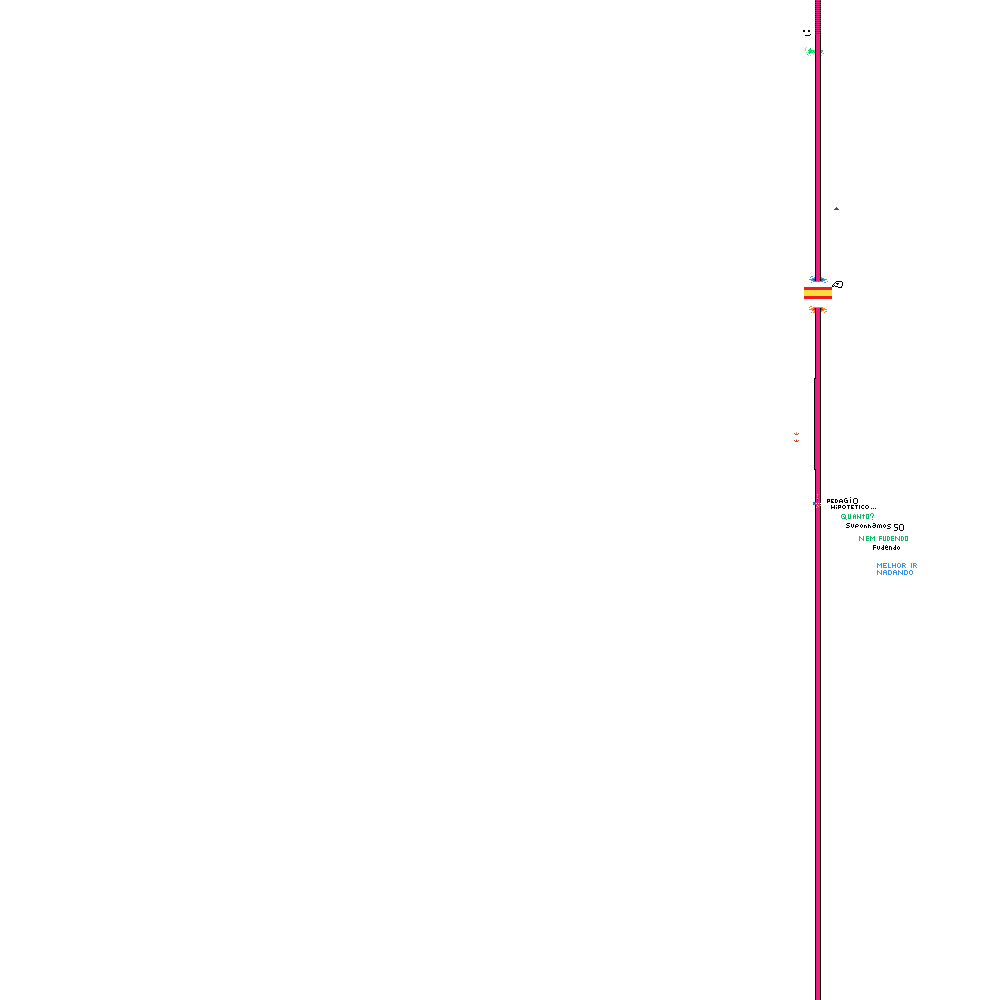 PEDAGIO
HIPOTETICO...
QUANTO?
Suponhamos 50
NEM FUDENDO
Fudendo
MELHOR IR
NADANDO